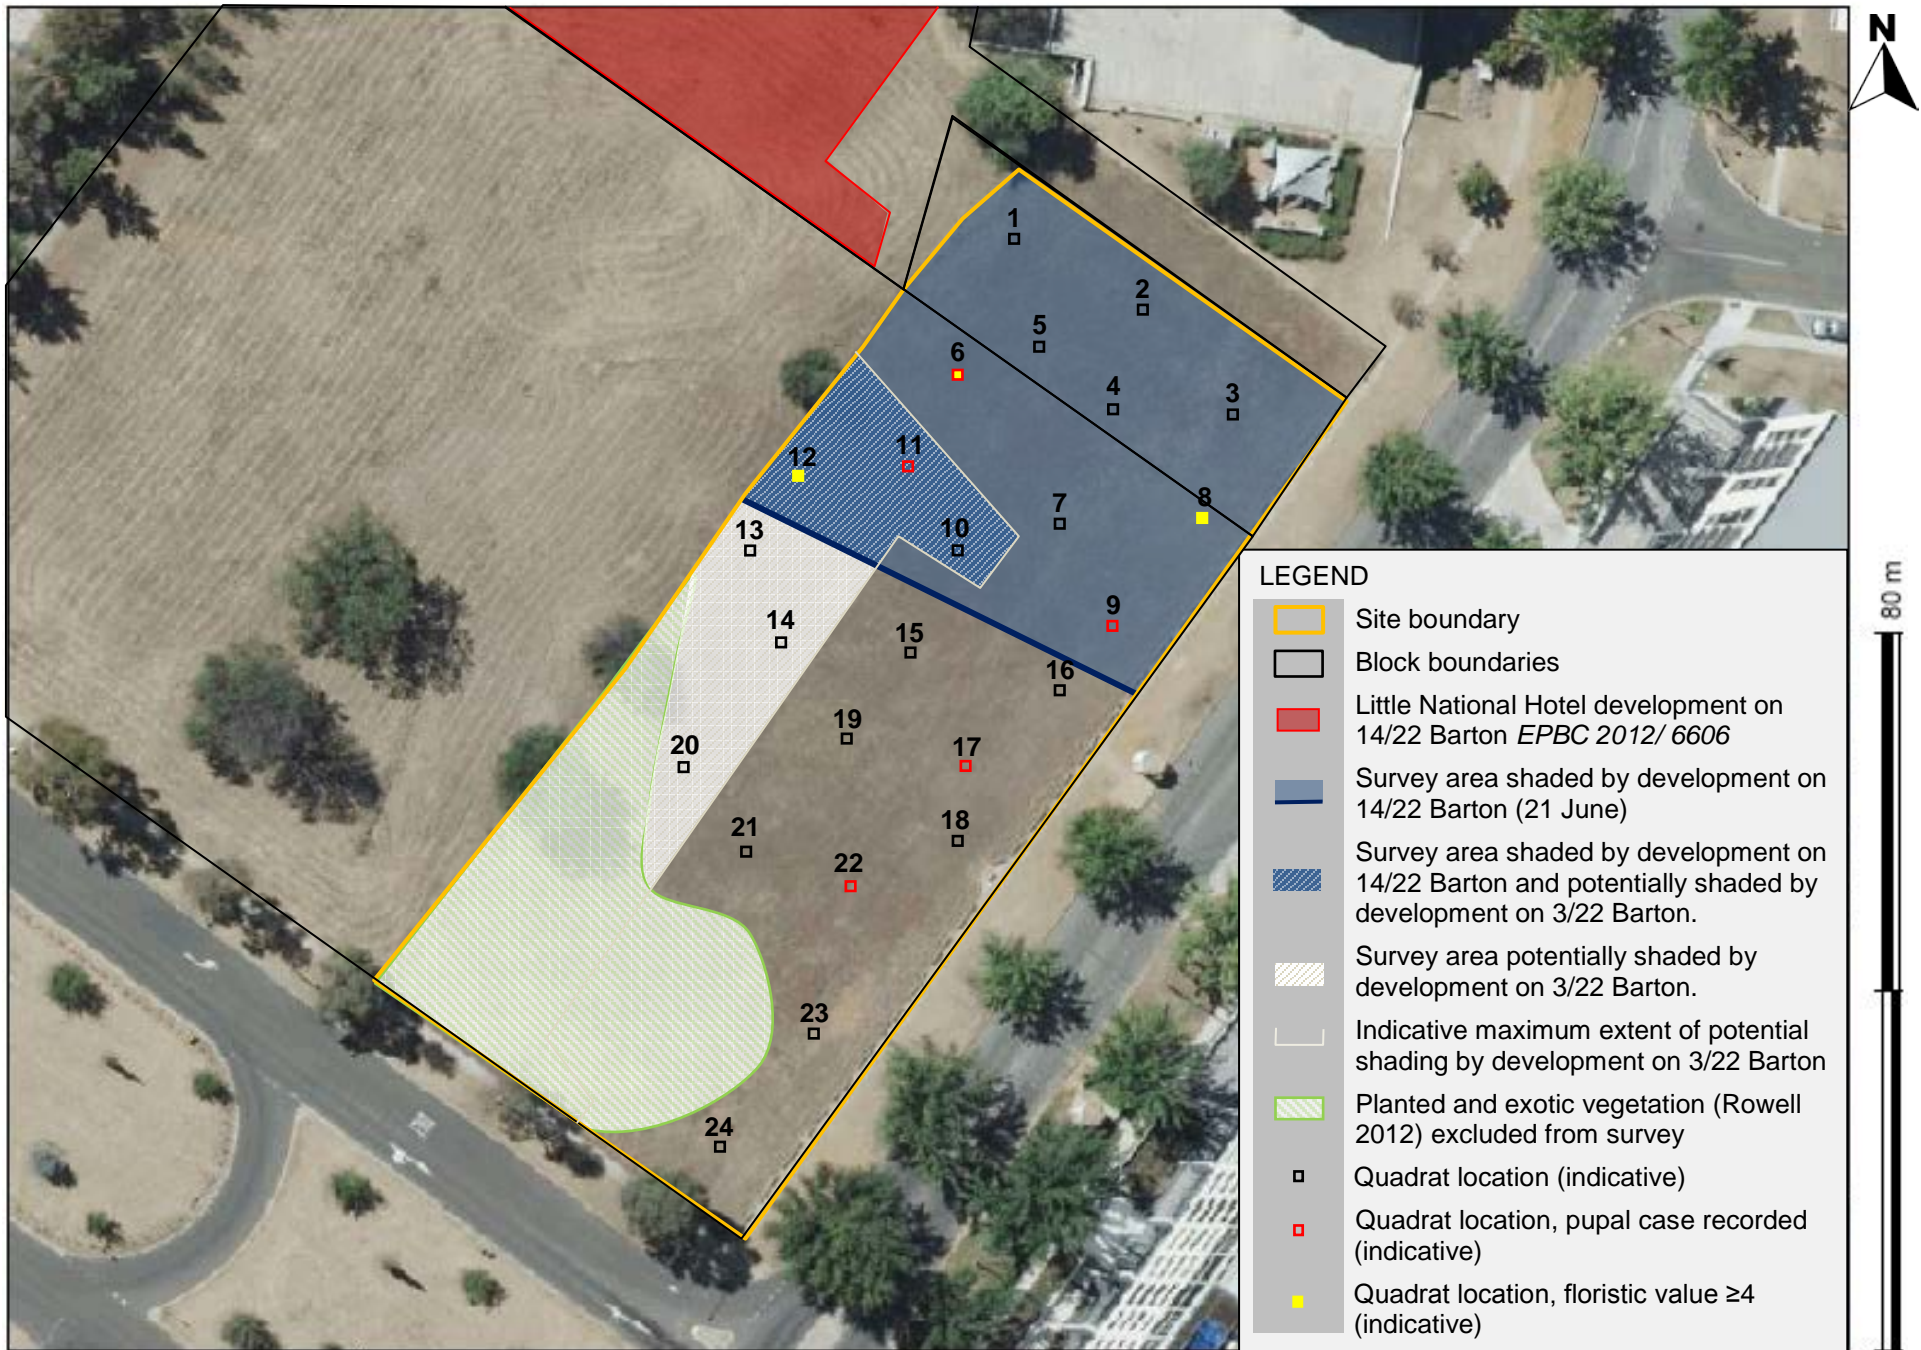 N
1
2
5
6
4
3
11
12
8
7
10
13
9
14
15
16
19
17
20
18
21
22
23
24
80 m
LEGEND
Site boundary
Block boundaries
Little National Hotel development on
14/22 Barton EPBC 2012/ 6606
Survey area shaded by development on
14/22 Barton (21 June)
Survey area shaded by development on
14/22 Barton and potentially shaded by
development on 3/22 Barton.
Survey area potentially shaded by
development on 3/22 Barton.
Indicative maximum extent of potential
shading by development on 3/22 Barton
Planted and exotic vegetation (Rowell
2012) excluded from survey
Quadrat location (indicative)
Quadrat location, pupal case recorded
(indicative)
Quadrat location, floristic value ≥4
(indicative)